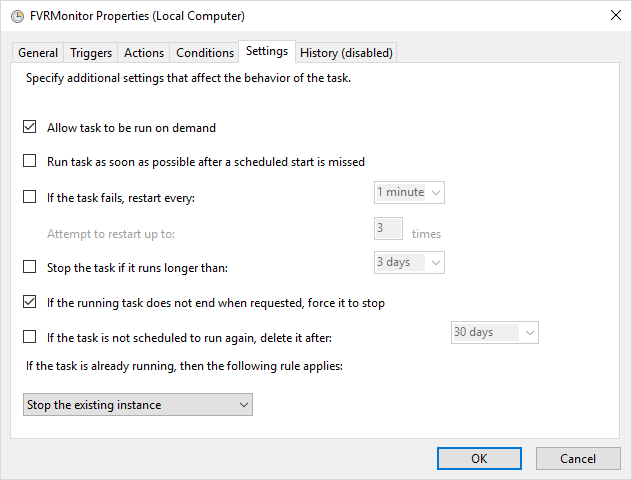 FVRMonitor Properties (Local Computer)
General Triggers Actions Conditions Settings History (disabled)
Specify additional settings that affect the behavior of the task.
Allow task to be run on demand
Run task as soon as possible after a scheduled start is missed
If the task fails, restart every: 1 minute
Attempt to restart up to: 3 times
Stop the task if it runs longer than: 3 days
If the running task does not end when requested, force it to stop
If the task is not scheduled to run again, delete it after: 30 days
If the task is already running, then the following rule applies:
Stop the existing instance
OK Cancel